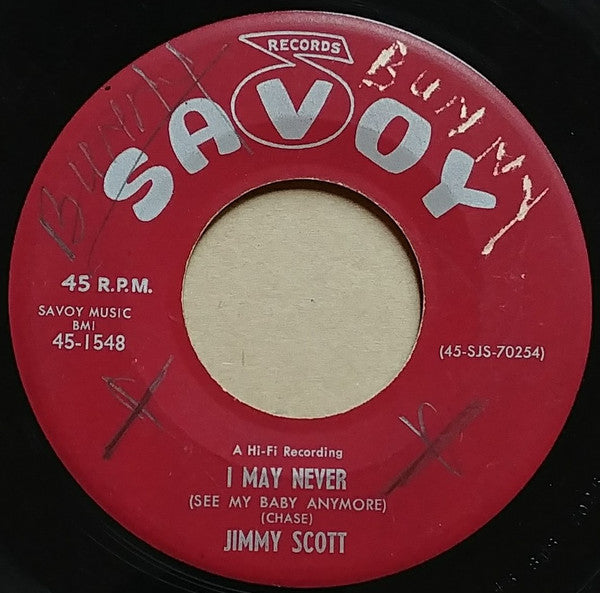 RECORDS
SAVOY
BUNNY
BUNNY
45 R.P.M.
SAVOY MUSIC
BMI
45-1548
(45-SJS-70254)
A Hi-Fi Recording
I MAY NEVER
(SEE MY BABY ANYMORE)
(CHASE)
JIMMY SCOTT